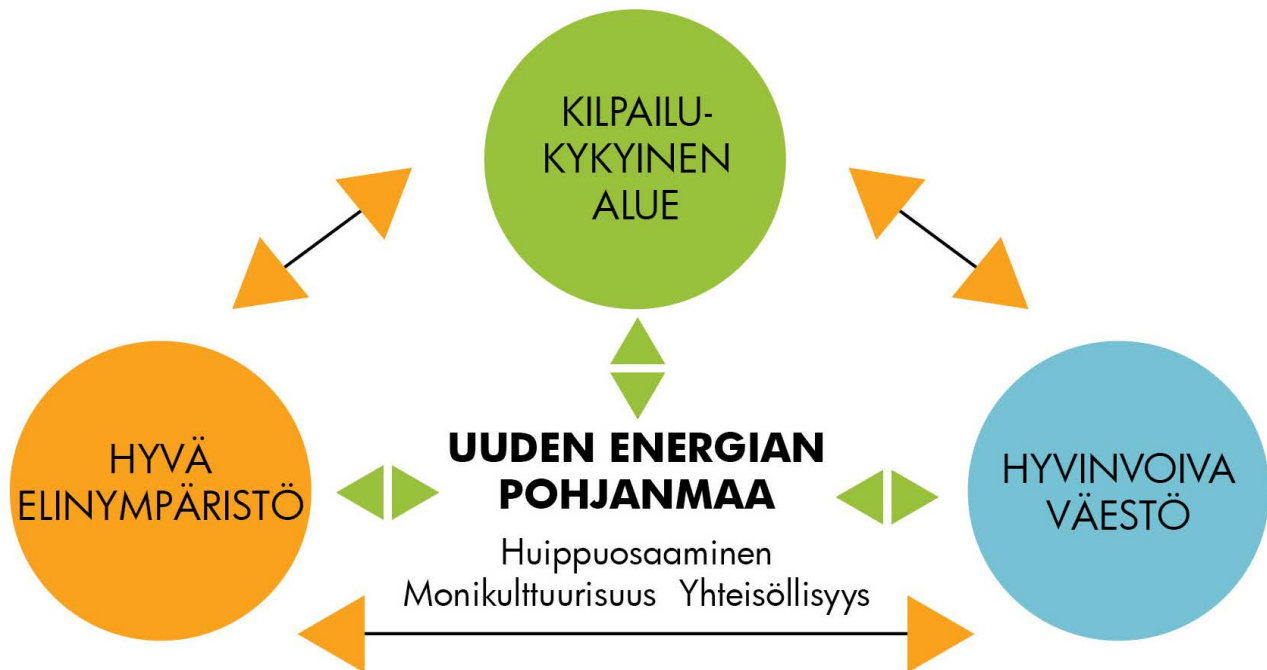 KILPAILU-
KYKYINEN
ALUE
HYVÄ
ELINYMPÄRISTÖ
UUDEN ENERGIAN
POHJANMAA
Huippuosaaminen
Monikulttuurisuus Yhteisöllisyys
HYVINVOIVA
VÄESTÖ